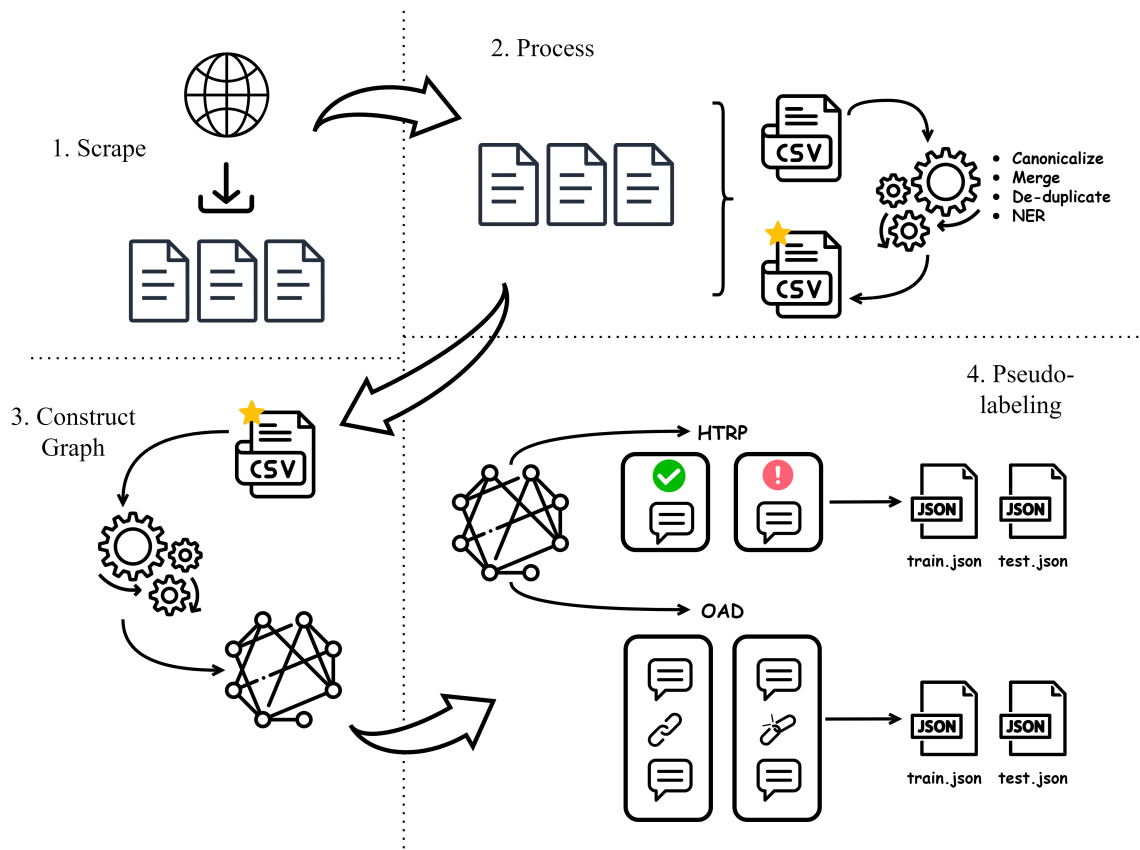 1. Scrape
2. Process
CSV
CSV
• Canonicalize
• Merge
• De-duplicate
• NER
3. Construct
Graph
CSV
4. Pseudo-
labeling
HTRP
JSON JSON
train.json test.json
OAD
JSON JSON
train.json test.json